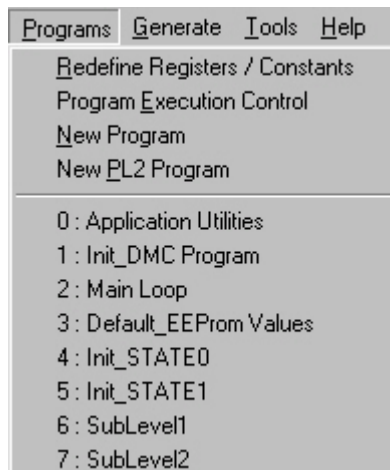 Programs Generate Tools Help
Redefine Registers / Constants
Program Execution Control
New Program
New PL2 Program
0 : Application Utilities
1 : Init_DMC Program
2 : Main Loop
3 : Default_EEProm Values
4 : Init_STATE0
5 : Init_STATE1
6 : SubLevel1
7 : SubLevel2